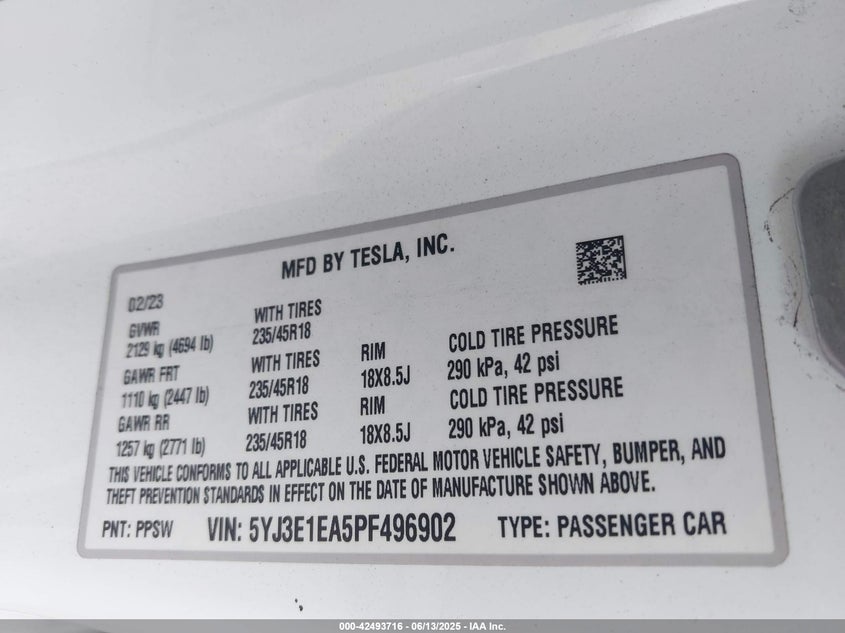 MFD BY TESLA, INC.
02/23
GVWR
2129 kg (4694 lb)
WITH TIRES
235/45R18
GAWR FRT
1110 kg (2447 lb)
WITH TIRES
235/45R18
RIM
18X8.5J
COLD TIRE PRESSURE
290 kPa, 42 psi
GAWR RR
1257 kg (2771 lb)
WITH TIRES
235/45R18
RIM
18X8.5J
COLD TIRE PRESSURE
290 kPa, 42 psi
THIS VEHICLE CONFORMS TO ALL APPLICABLE U.S. FEDERAL MOTOR VEHICLE SAFETY, BUMPER, AND
THEFT PREVENTION STANDARDS IN EFFECT ON THE DATE OF MANUFACTURE SHOWN ABOVE.
PNT: PPSW VIN: 5YJ3E1EA5PF496902 TYPE: PASSENGER CAR
000-42493716 - 06/13/2025 - IAA Inc.